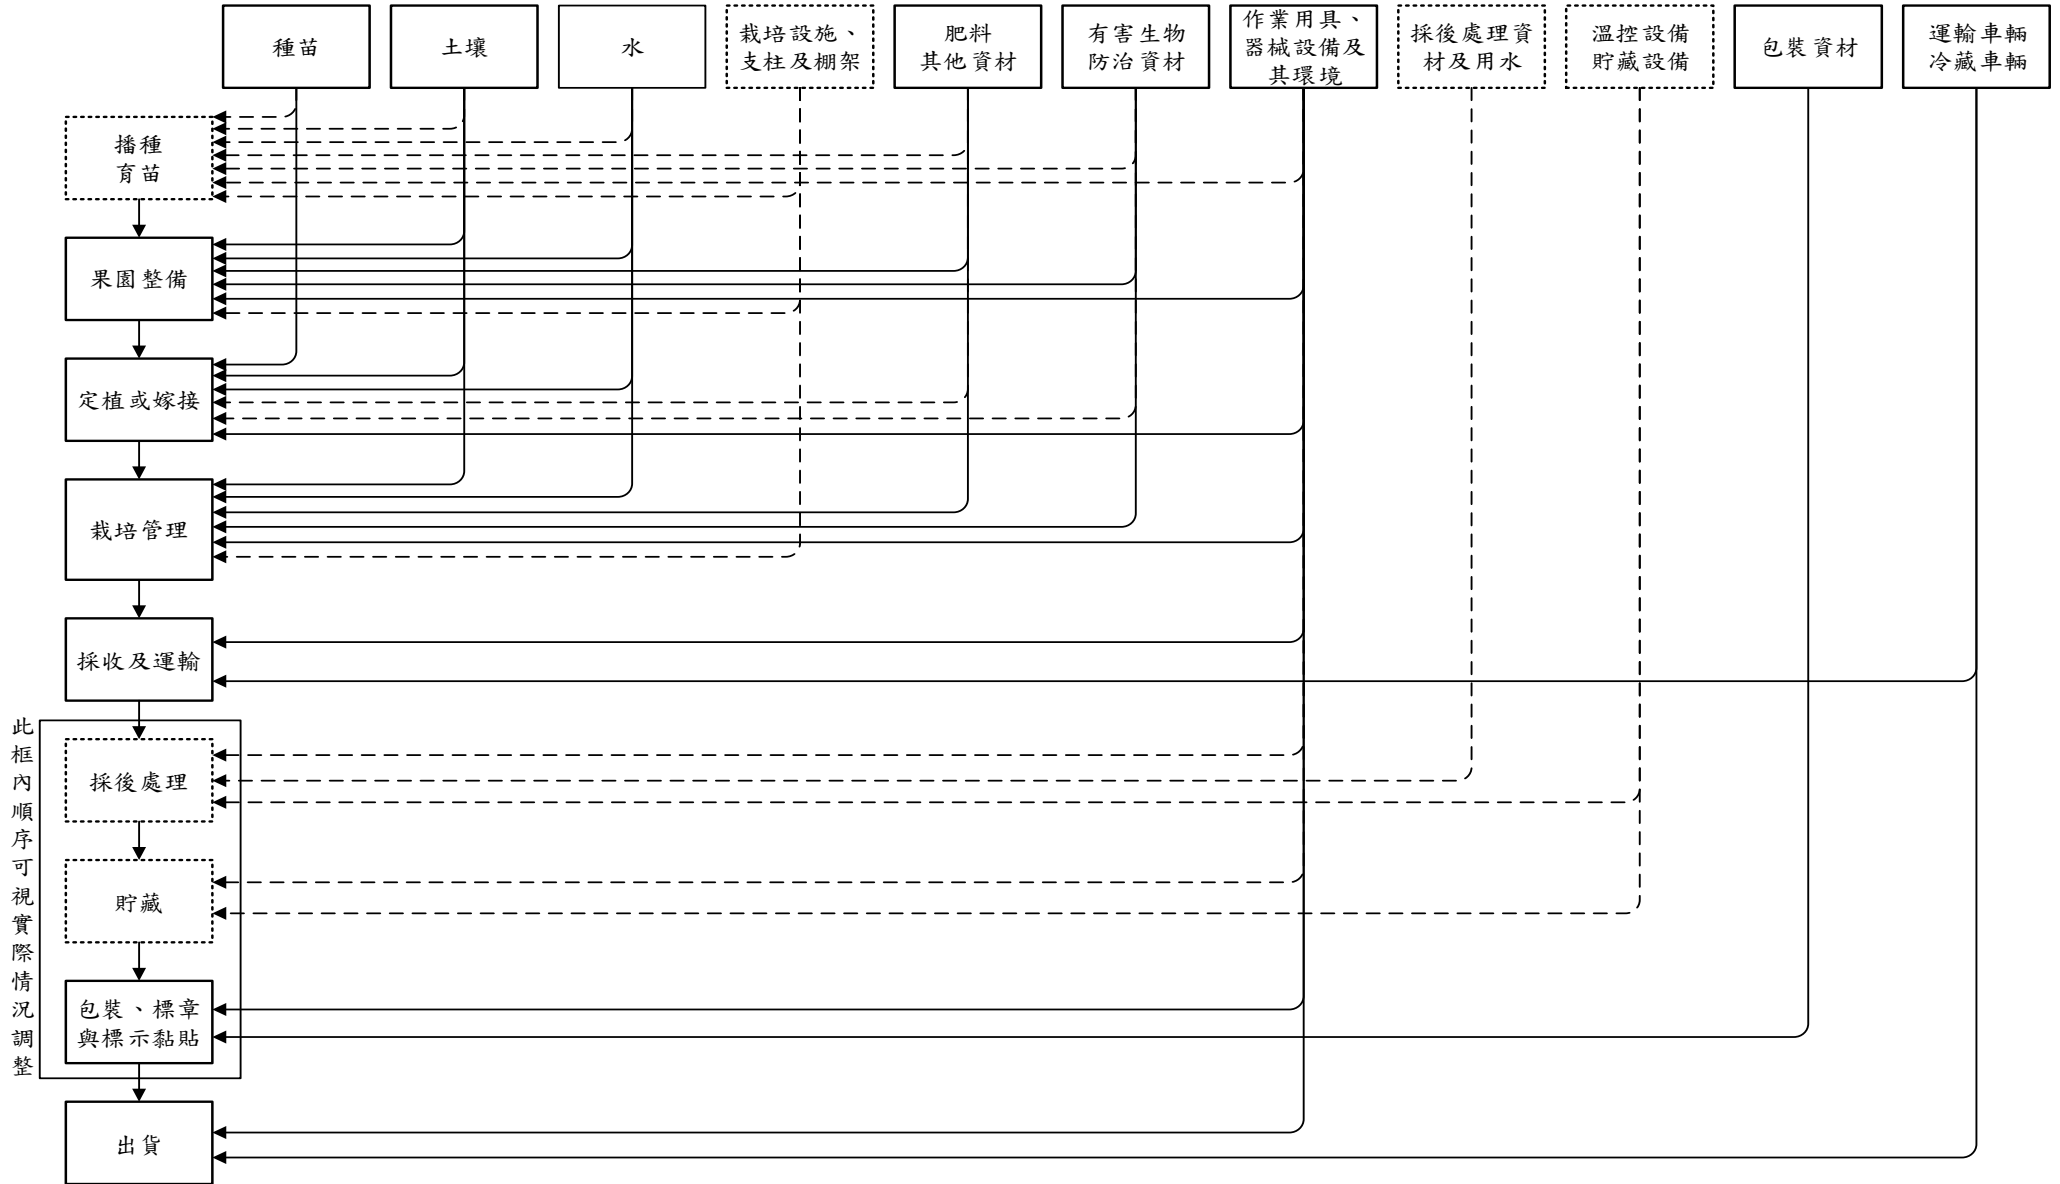 種苗
土壤
水
栽培設施、
支柱及棚架
肥料
其他資材
有害生物
防治資材
作業用具、
器械設備及
其環境
採後處理資
材及用水
溫控設備
貯藏設備
包裝資材
運輸車輛
冷藏車輛
播種
育苗
果園整備
定植或嫁接
栽培管理
採收及運輸
此框內順序可視實際情況調整
採後處理
貯藏
包裝、標章
與標示黏貼
出貨